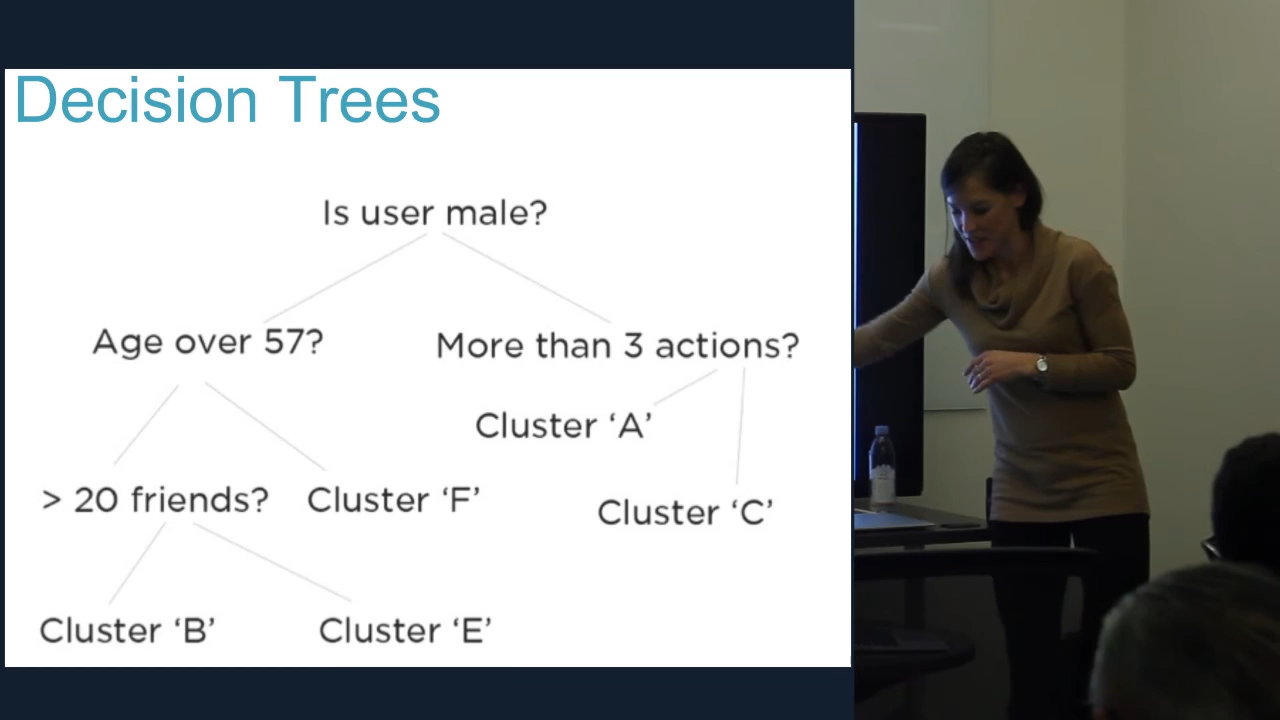 Decision Trees
Is user male?
Age over 57?
More than 3 actions?
Cluster ‘A’
> 20 friends?
Cluster ‘F’
Cluster ‘C’
Cluster ‘B’
Cluster ‘E’